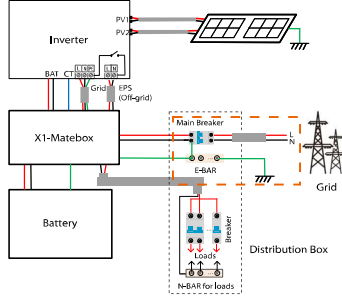 PV1
PV2
Inverter
L N
L N
BAT CT
Grid
EPS
(Off-grid)
Main Breaker
X1-Matebox
L
N
E-BAR
Grid
Battery
Breaker
Distribution Box
Loads
N-BAR for loads